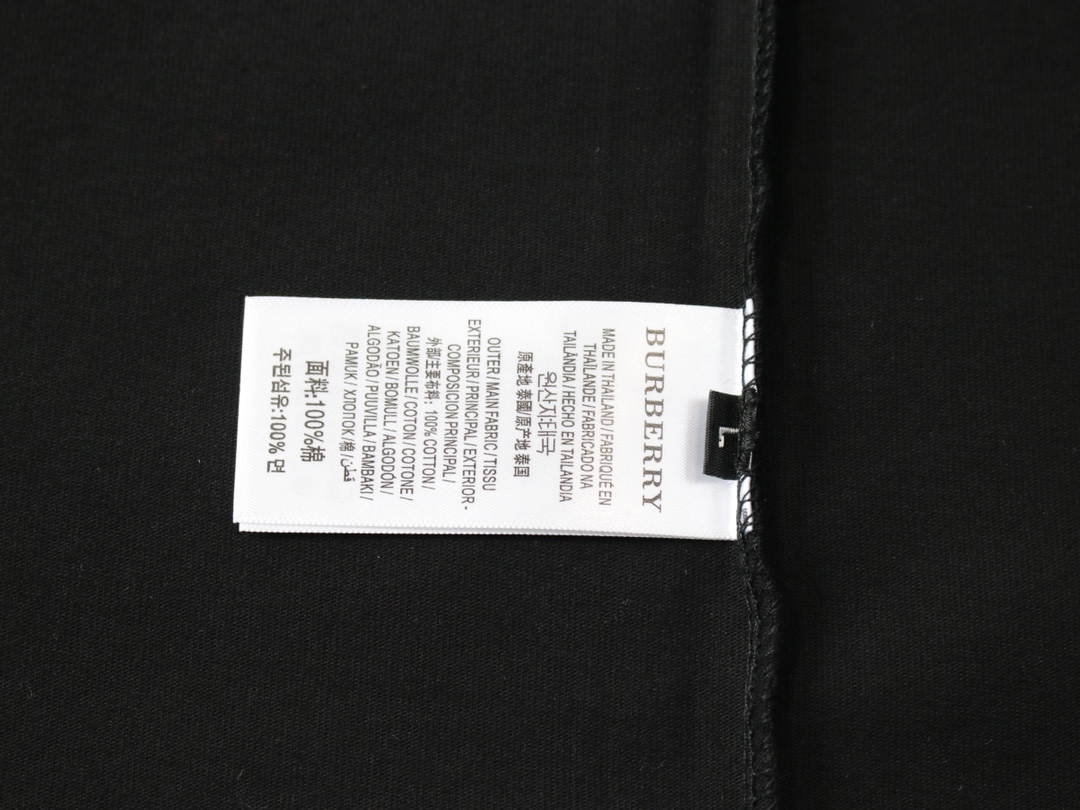 BURBERRY
MADE IN THAILAND / FABRIQUÉ EN
THAÏLANDE / FABRICADO NA
TAILÂNDIA / HECHO EN TAILANDIA
원산지:태국
原產地 泰國/原产地 泰国
OUTER / MAIN FABRIC / TISSU
EXTERIEUR / PRINCIPAL / EXTERIOR-
COMPOSICION PRINCIPAL /
外部/主要布料: 100% COTTON /
BAUMWOLLE / COTON / COTONE /
KATOEN / BOMULL / ALGODÓN /
ALGODÃO / PUUVILLA / BAMBAKI /
PAMUK / ХЛОПОК / 棉 / قطن
面料:100%棉
주된섬유:100% 면
L